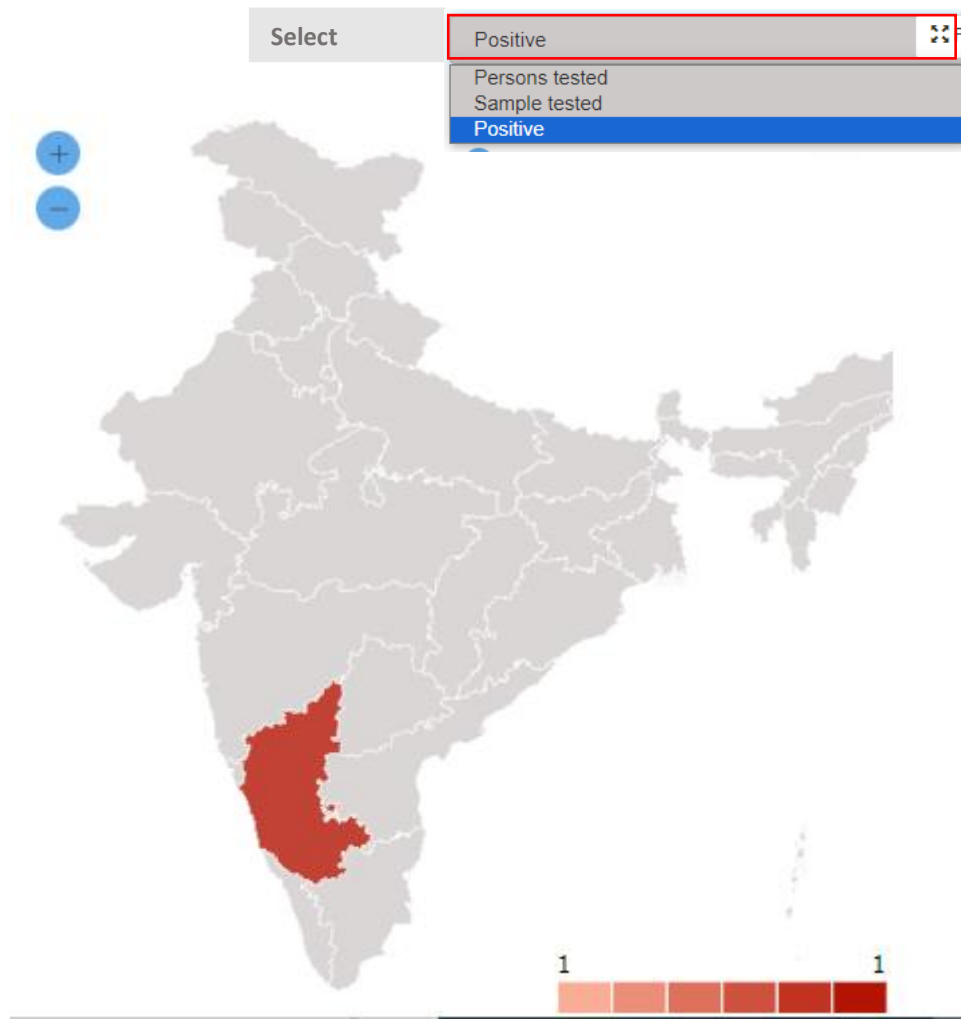 Select
Positive
Persons tested
Sample tested
Positive
+
−
1 1